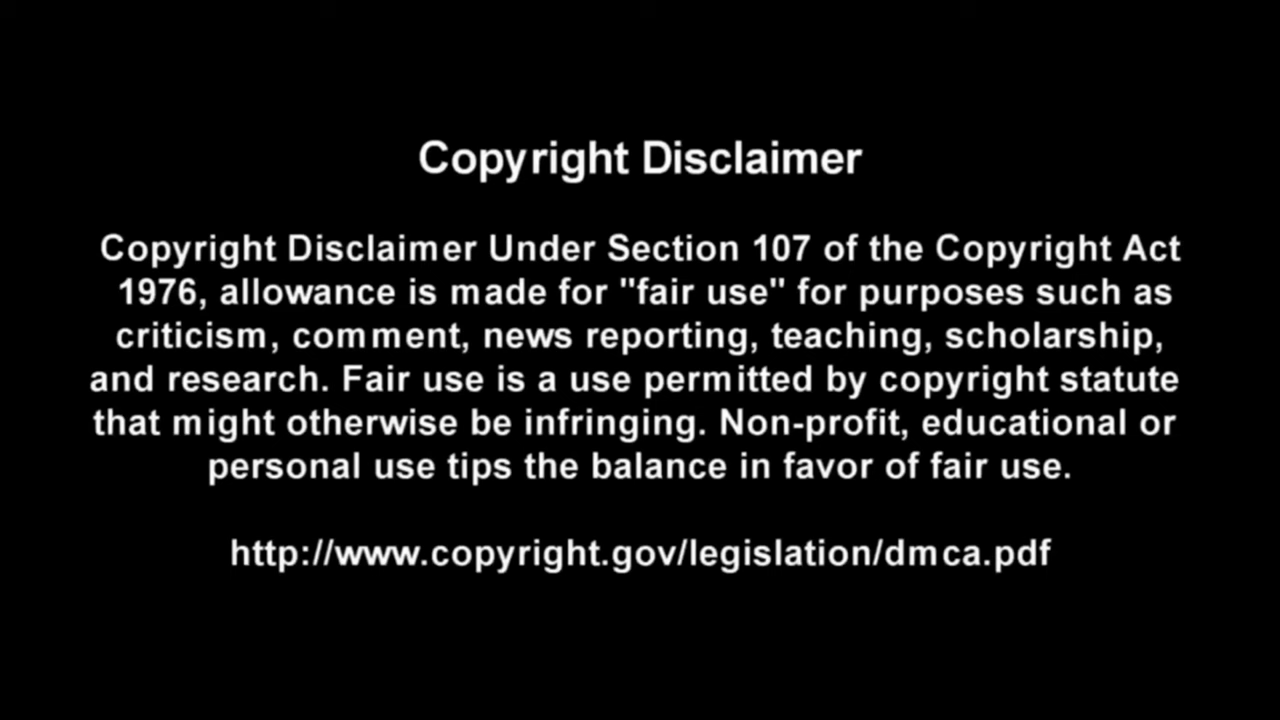 Copyright Disclaimer
Copyright Disclaimer Under Section 107 of the Copyright Act
1976, allowance is made for "fair use" for purposes such as
criticism, comment, news reporting, teaching, scholarship,
and research. Fair use is a use permitted by copyright statute
that might otherwise be infringing. Non-profit, educational or
personal use tips the balance in favor of fair use.
http://www.copyright.gov/legislation/dmca.pdf